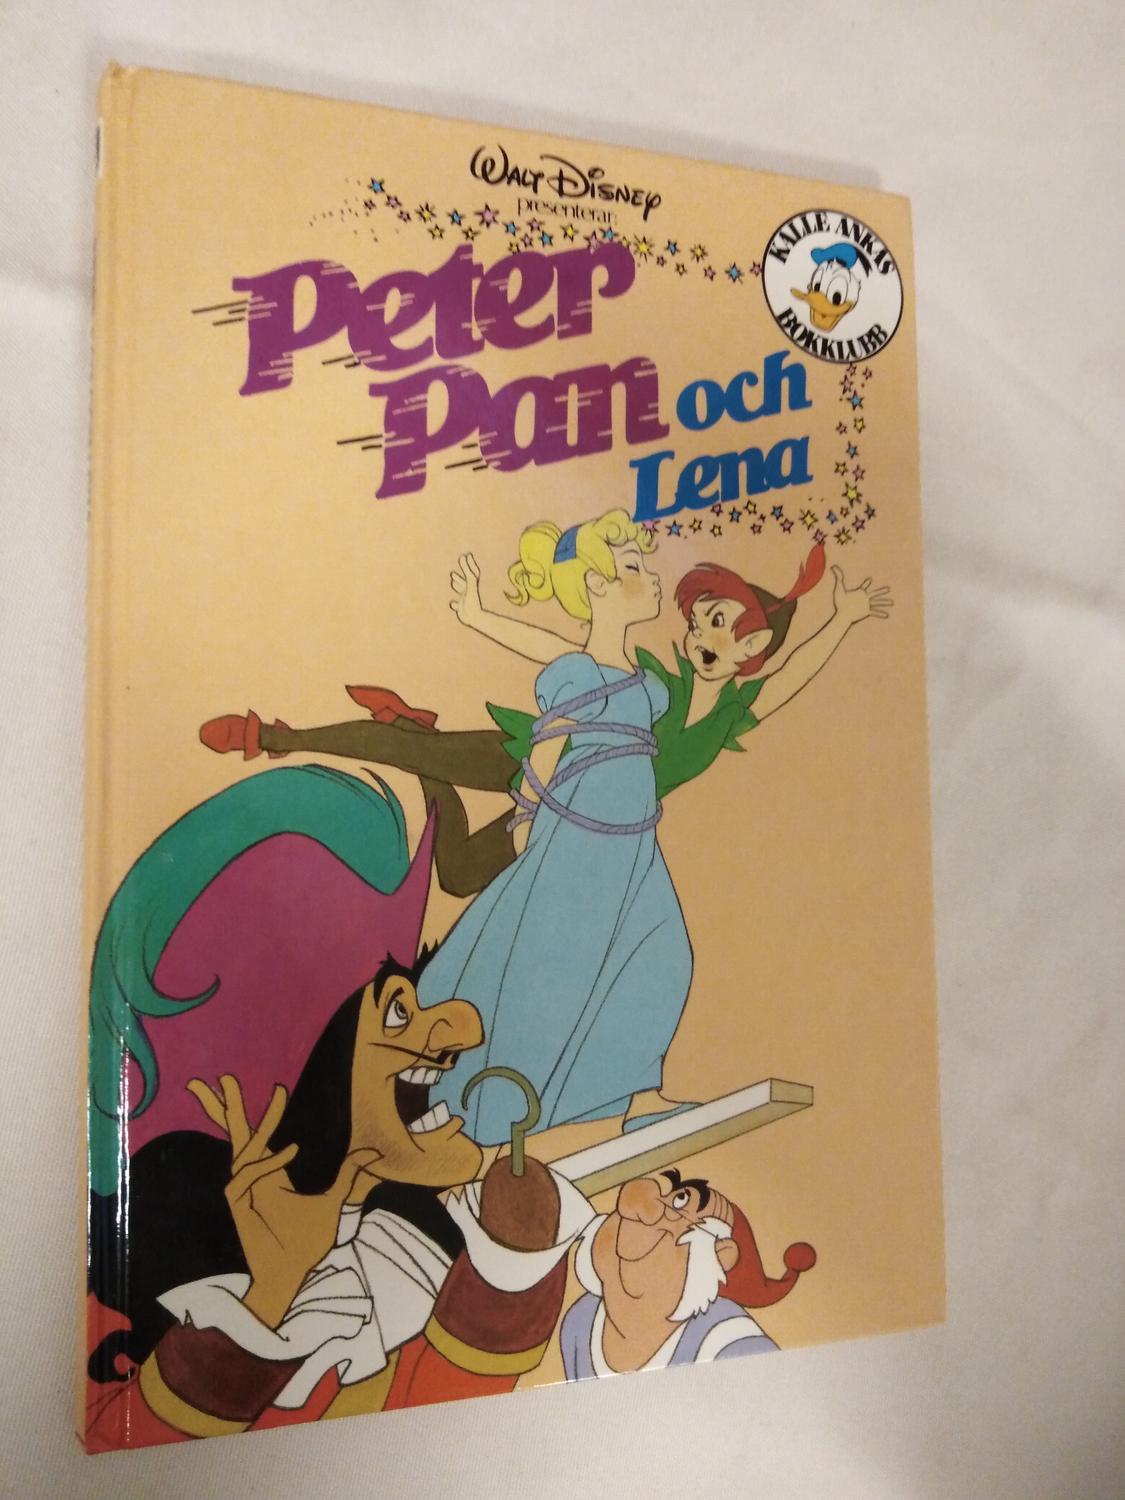 WALT DISNEY
presenterar:
Peter
Pan och
Lena
KALLE ANKAS
BOKKLUBB